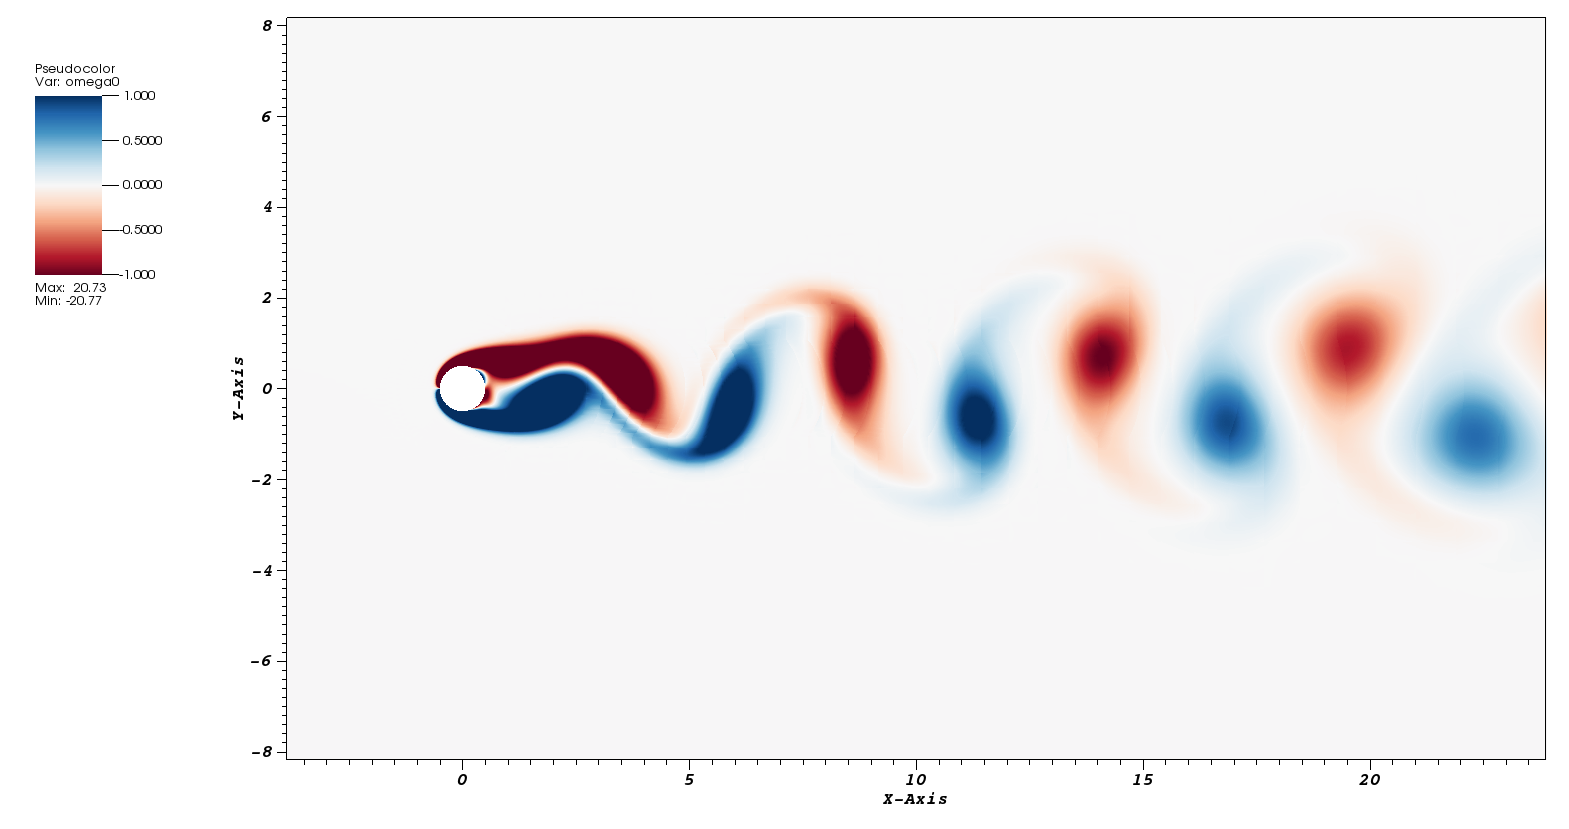 Pseudocolor
Var: omega0
1.000
0.5000
0.0000
-0.5000
-1.000
Max: 20.73
Min: -20.77
8
6
4
2
0
-2
-4
-6
-8
Y-Axis
0 5 10 15 20
X-Axis